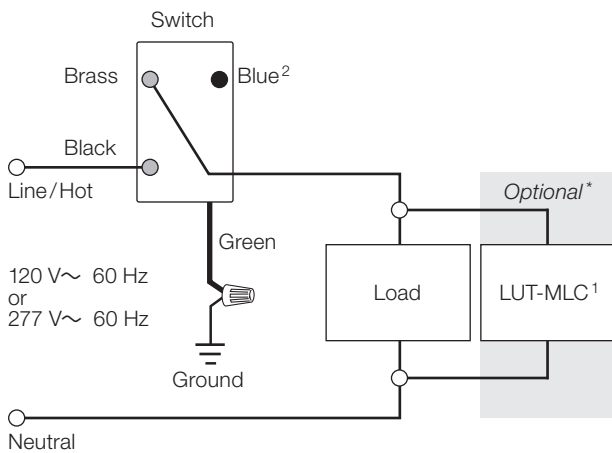 Switch
Brass
Blue²
Black
Line/Hot
Optional*
Green
120 V~ 60 Hz
or
277 V~ 60 Hz
Load
LUT-MLC¹
Ground
Neutral